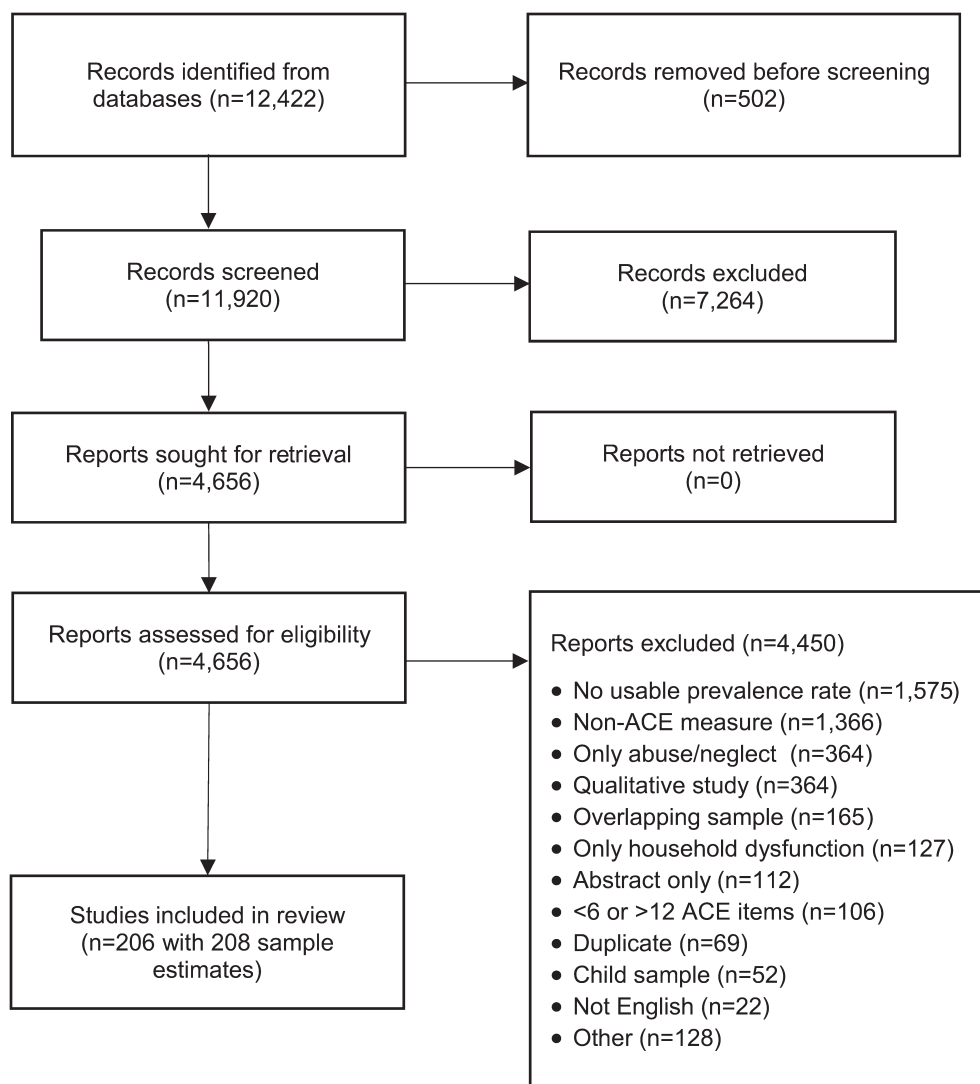 Records identified from
databases (n=12,422)
Records removed before screening
(n=502)
Records screened
(n=11,920)
Records excluded
(n=7,264)
Reports sought for retrieval
(n=4,656)
Reports not retrieved
(n=0)
Reports assessed for eligibility
(n=4,656)
Reports excluded (n=4,450)
• No usable prevalence rate (n=1,575)
• Non-ACE measure (n=1,366)
• Only abuse/neglect (n=364)
• Qualitative study (n=364)
• Overlapping sample (n=165)
• Only household dysfunction (n=127)
• Abstract only (n=112)
• <6 or >12 ACE items (n=106)
• Duplicate (n=69)
• Child sample (n=52)
• Not English (n=22)
• Other (n=128)
Studies included in review
(n=206 with 208 sample
estimates)